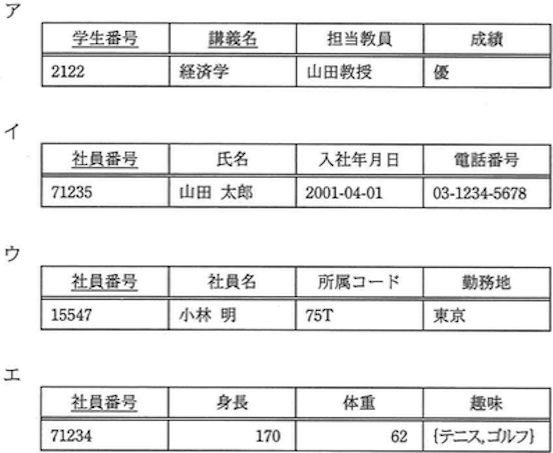 ア
学生番号 講義名 担当教員 成績
2122 経済学 山田教授 優
イ
社員番号 氏名 入社年月日 電話番号
71235 山田 太郎 2001-04-01 03-1234-5678
ウ
社員番号 社員名 所属コード 勤務地
15547 小林 明 75T 東京
エ
社員番号 身長 体重 趣味
71234 170 62 {テニス,ゴルフ}